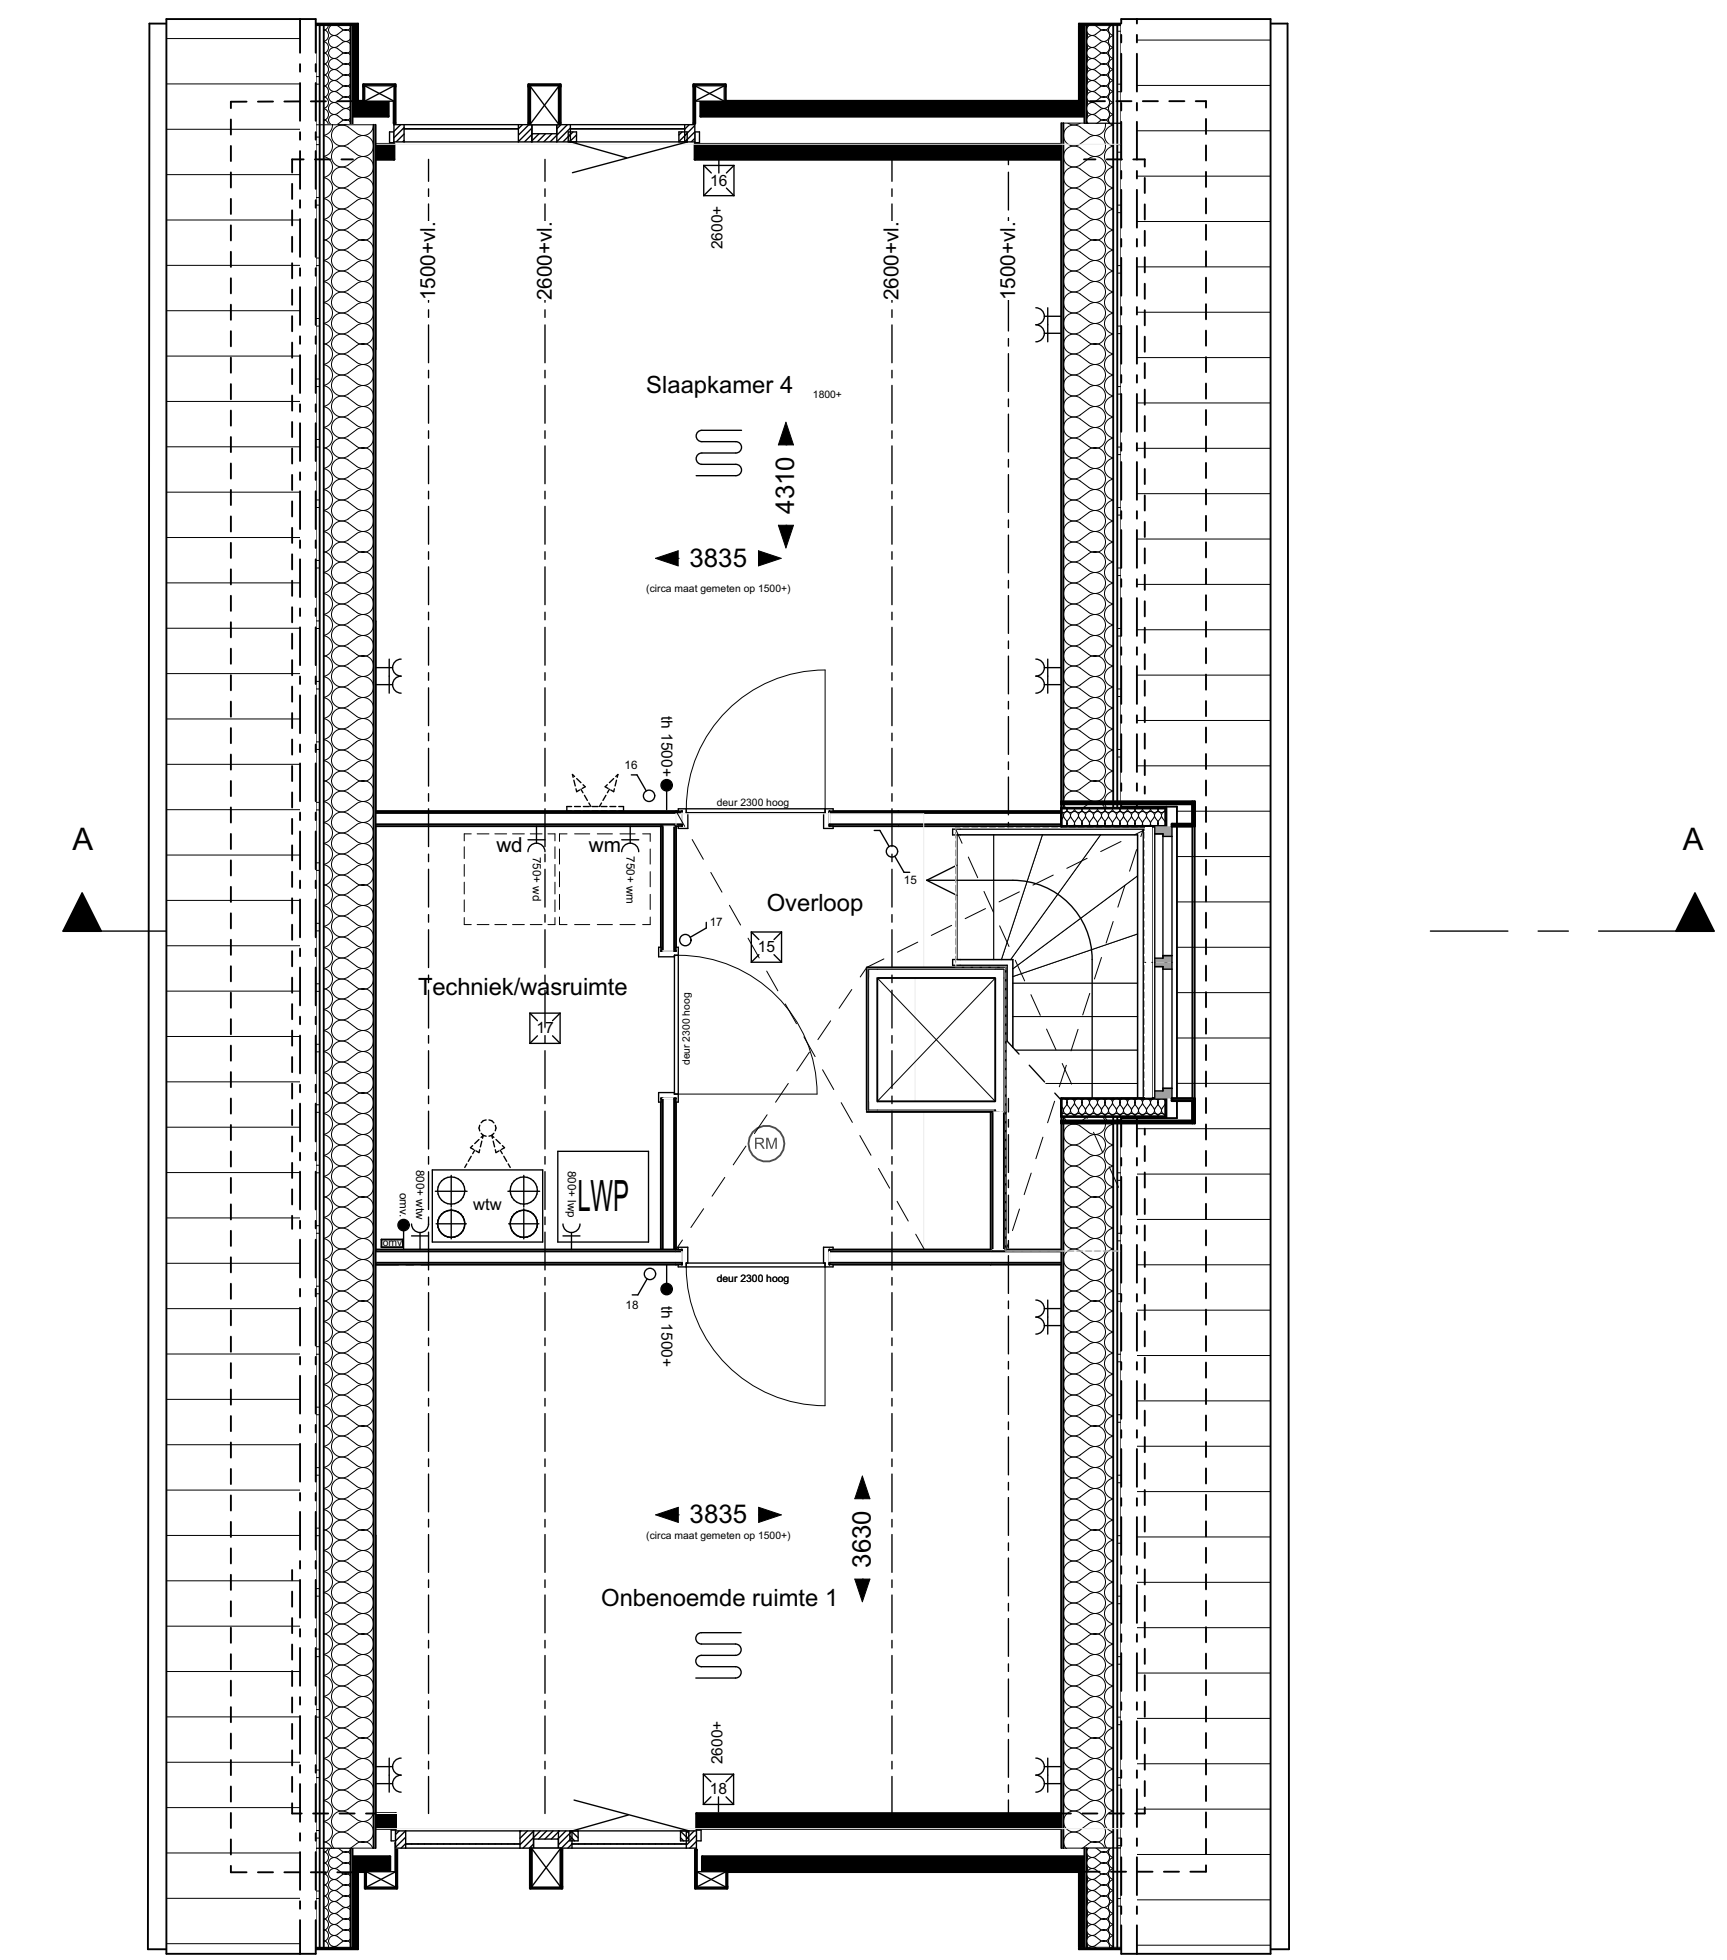 16
2600+
1500+vl.
2600+vl.
2600+vl.
1500+vl.
Slaapkamer 4
1800+
4310
3835
(circa maat gemeten op 1500+)
th 1500+
16
deur 2300 hoog
A
A
wd
wm
750+ wd
750+ wm
15
Overloop
17
15
Techniek/wasruimte
17
deur 2300 hoog
RM
omv.
800+ wtw
wtw
800+ lwp
LWP
omv
deur 2300 hoog
18
th 1500+
3835
(circa maat gemeten op 1500+)
3630
Onbenoemde ruimte 1
2600+
18